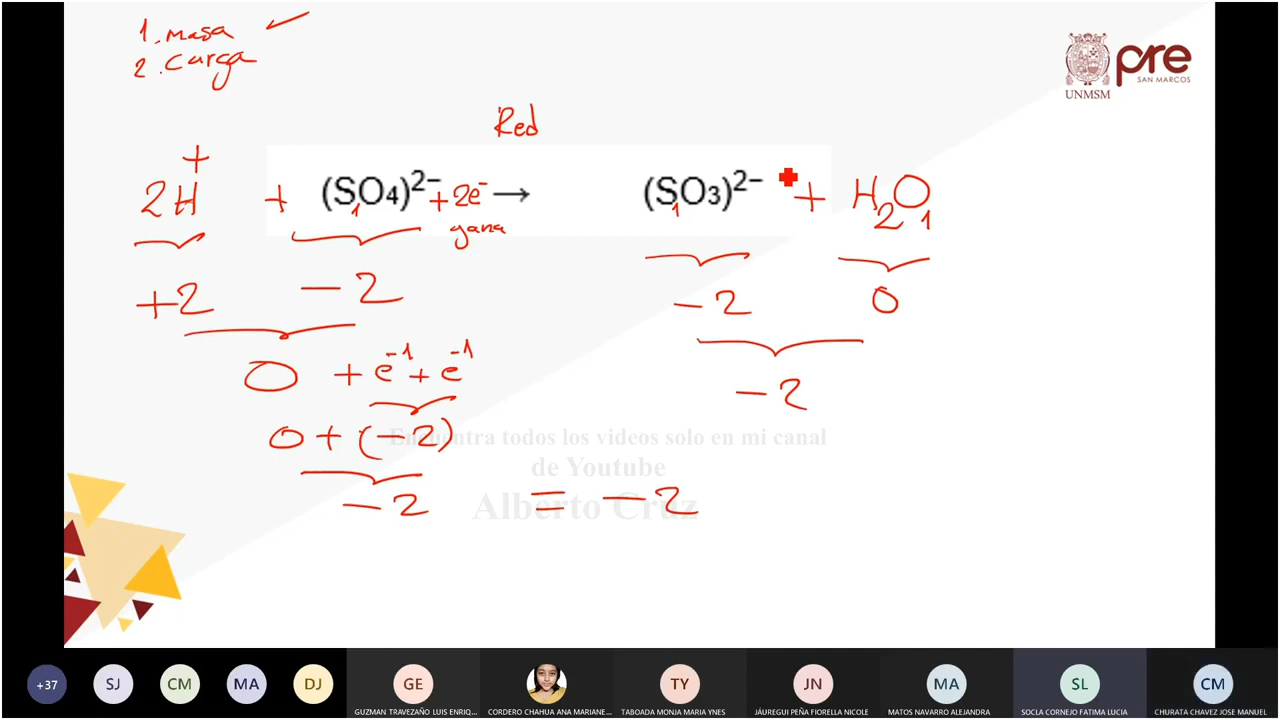 1. Masa
2. Carga
pre
SAN MARCOS
UNMSM
Red
2H⁺ + (SO4)²⁻ + 2e⁻ → (SO3)²⁻ + H₂O
1 1 1
gana
+2 −2 −2 0
0 + e⁻¹ + e⁻¹
−2
0 + (−2)
Encuentra todos los videos solo en mi canal
de Youtube
Alberto Cruz
−2 = −2
+37 SJ CM MA DJ GE TY JN MA SL CM
GUZMAN TRAVEZAÑO LUIS ENRIQ... CORDERO CHAHUA ANA MARIANE... TABOADA MONJA MARIA YNES JÁUREGUI PEÑA FIORELLA NICOLE MATOS NAVARRO ALEJANDRA SOCLA CORNEJO FATIMA LUCIA CHURATA CHAVEZ JOSE MANUEL